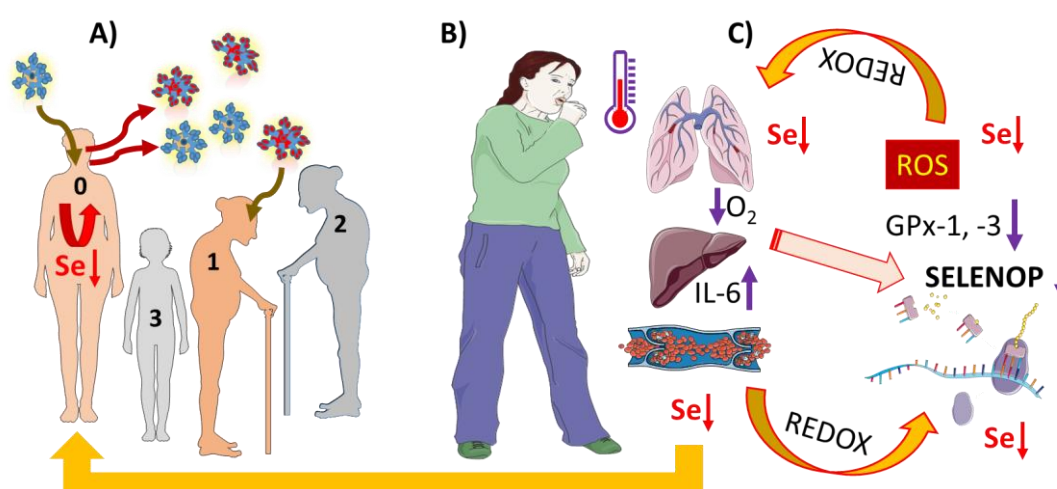 A)
0
Se↓
3
1
2
B)
↓O₂
IL-6↑
Se↓
C)
REDOX
Se↓
Se↓
ROS
GPx-1, -3↓
SELENOP↓
REDOX
Se↓